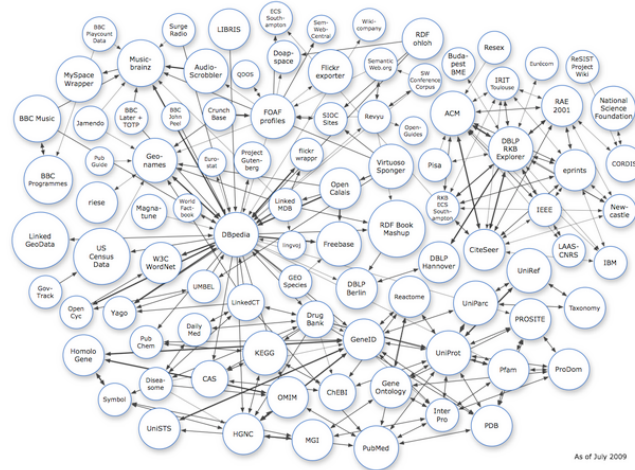 BBC
Playcount
Data
Surge
Radio
LIBRIS
ECS
South-
ampton
Sem-
Web-
Central
Wiki-
company
RDF
ohloh
Resex
Music-
brainz
Doap-
space
Buda-
pest
BME
Eurécom
ReSIST
Project
Wiki
MySpace
Wrapper
Audio-
Scrobbler
QDOS
Flickr
exporter
Semantic
Web.org
SW
Conference
Corpus
IRIT
Toulouse
RAE
2001
National
Science
Foundation
BBC Music
Jamendo
BBC
Later +
TOTP
BBC
John
Peel
Crunch
Base
FOAF
profiles
SIOC
Sites
Revyu
Open-
Guides
ACM
DBLP
RKB
Explorer
BBC
Programmes
Pub
Guide
Geo-
names
Euro-
stat
Project
Guten-
berg
flickr
wrappr
Virtuoso
Sponger
Pisa
eprints
CORDIS
riese
Magna-
tune
World
Fact-
book
Linked
MDB
Open
Calais
RKB
ECS
South-
ampton
IEEE
New-
castle
Linked
GeoData
US
Census
Data
W3C
WordNet
DBpedia
lingvoj
Freebase
RDF Book
Mashup
DBLP
Hannover
CiteSeer
LAAS-
CNRS
IBM
Gov-
Track
Open
Cyc
Yago
UMBEL
LinkedCT
GEO
Species
DBLP
Berlin
Reactome
UniParc
UniRef
Taxonomy
PROSITE
Daily
Med
Drug
Bank
Pub
Chem
Homolo
Gene
KEGG
GeneID
UniProt
Pfam
ProDom
Disea-
some
CAS
ChEBI
Gene
Ontology
Symbol
OMIM
Inter
Pro
PDB
UniSTS
HGNC
MGI
PubMed
As of July 2009